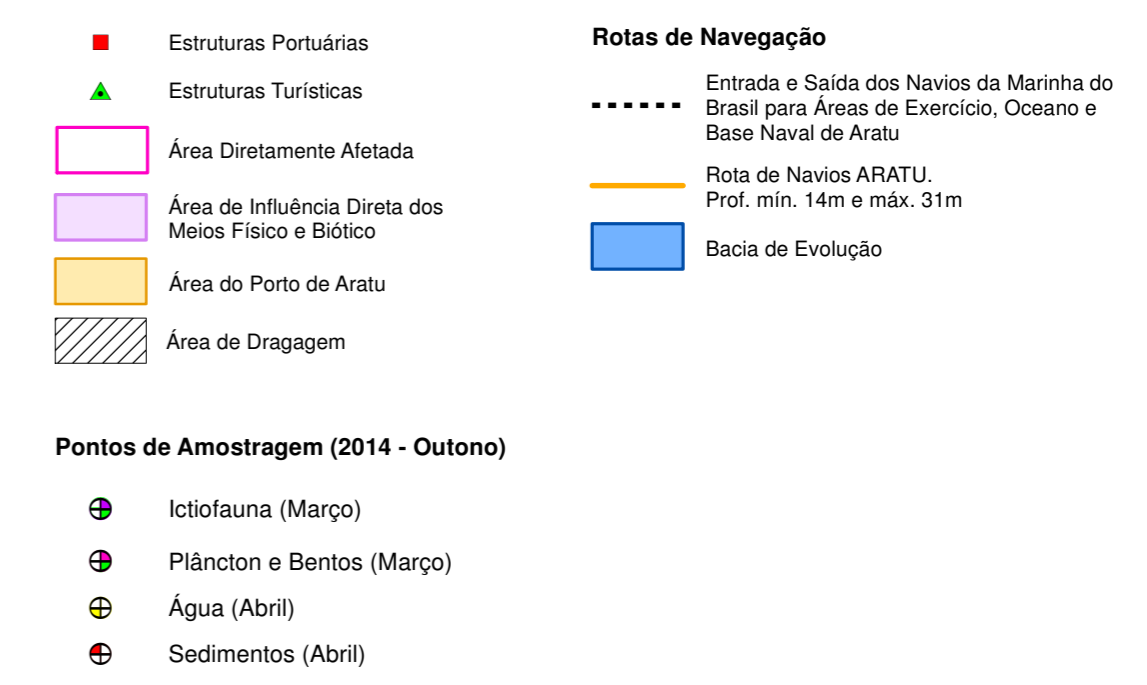 Estruturas Portuárias
Estruturas Turísticas
Área Diretamente Afetada
Área de Influência Direta dos
Meios Físico e Biótico
Área do Porto de Aratu
Área de Dragagem
Rotas de Navegação
Entrada e Saída dos Navios da Marinha do
Brasil para Áreas de Exercício, Oceano e
Base Naval de Aratu
Rota de Navios ARATU.
Prof. mín. 14m e máx. 31m
Bacia de Evolução
Pontos de Amostragem (2014 - Outono)
Ictiofauna (Março)
Plâncton e Bentos (Março)
Água (Abril)
Sedimentos (Abril)